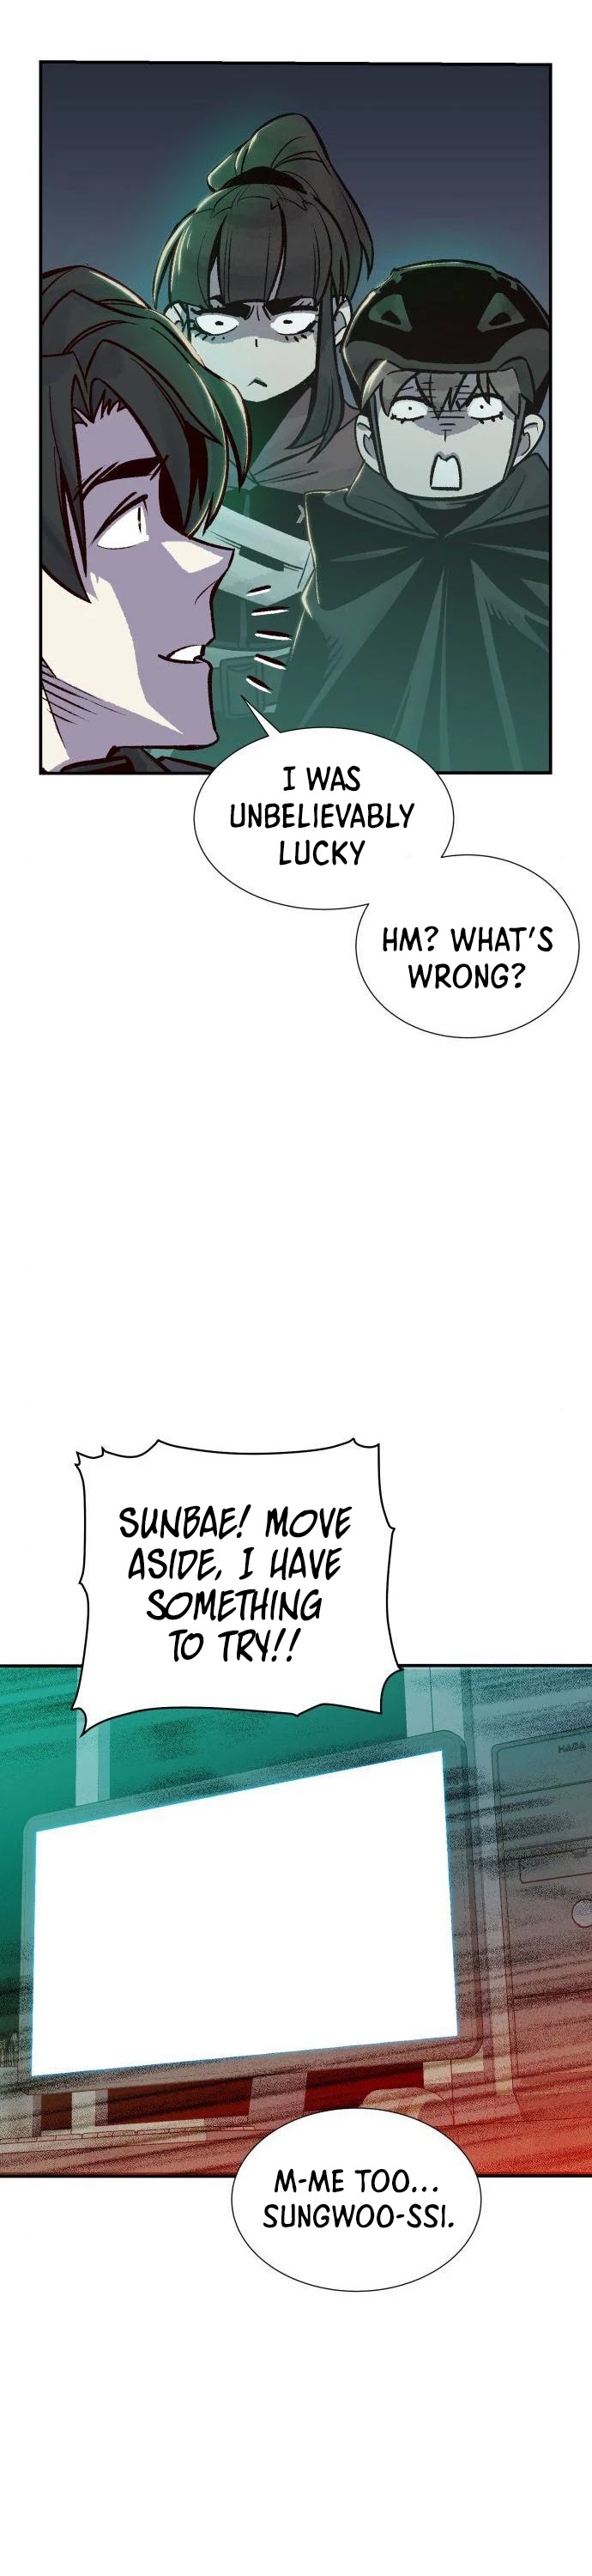 I WAS
UNBELIEVABLY
LUCKY
HM? WHAT'S
WRONG?
SUNBAE! MOVE
ASIDE, I HAVE
SOMETHING
TO TRY!!
M-ME TOO...
SUNGWOO-SSI.